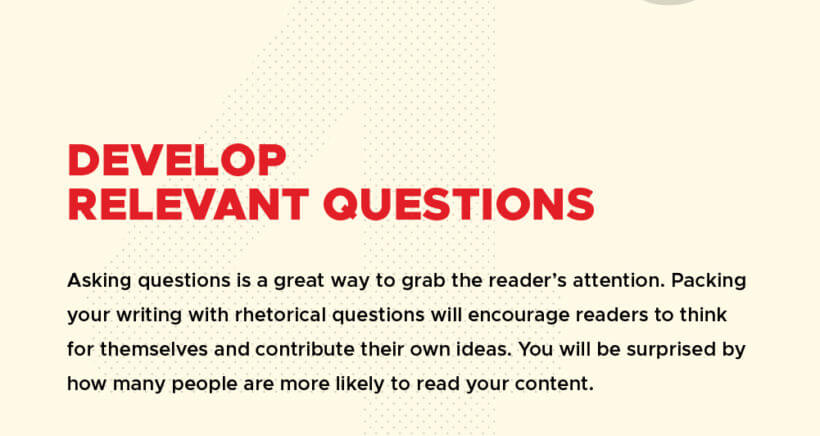 DEVELOP
RELEVANT QUESTIONS
Asking questions is a great way to grab the reader’s attention. Packing
your writing with rhetorical questions will encourage readers to think
for themselves and contribute their own ideas. You will be surprised by
how many people are more likely to read your content.